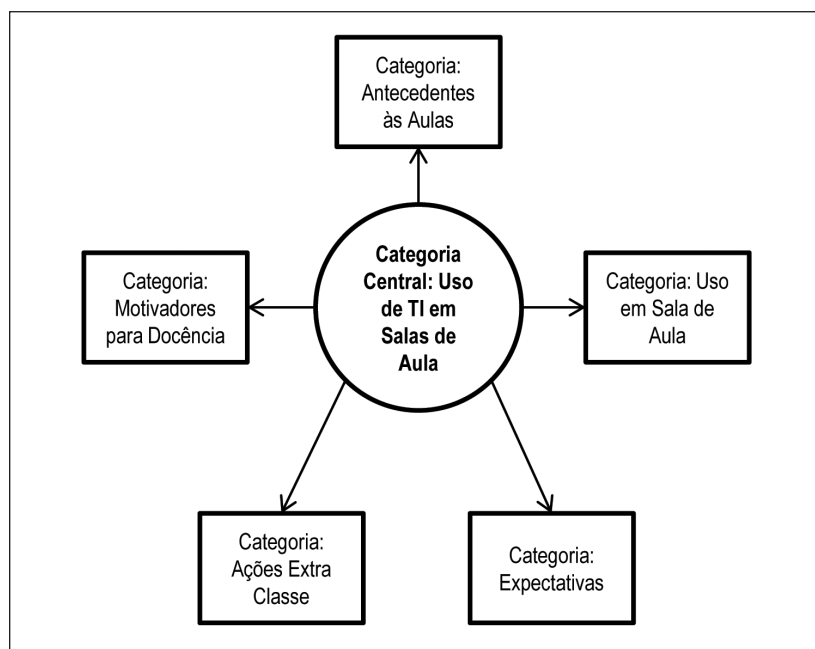 Categoria:
Antecedentes
às Aulas
Categoria:
Motivadores
para Docência
Categoria
Central: Uso
de TI em
Salas de
Aula
Categoria: Uso
em Sala de
Aula
Categoria:
Ações Extra
Classe
Categoria:
Expectativas